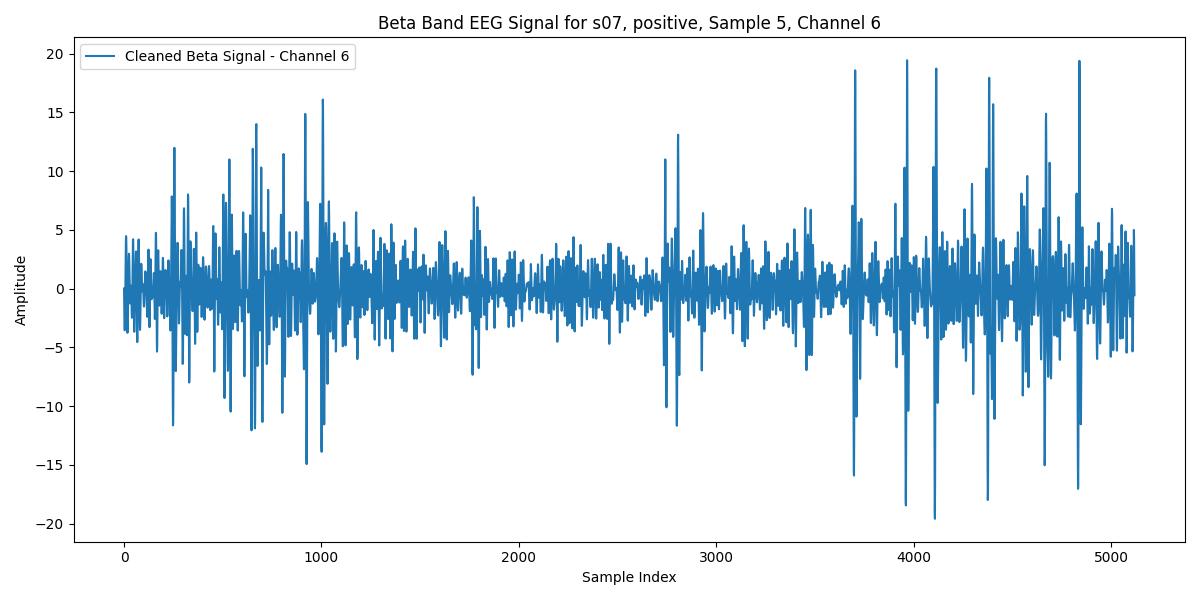 Beta Band EEG Signal for s07, positive, Sample 5, Channel 6
Cleaned Beta Signal - Channel 6
20
15
10
5
0
−5
−10
−15
−20
Amplitude
0 1000 2000 3000 4000 5000
Sample Index